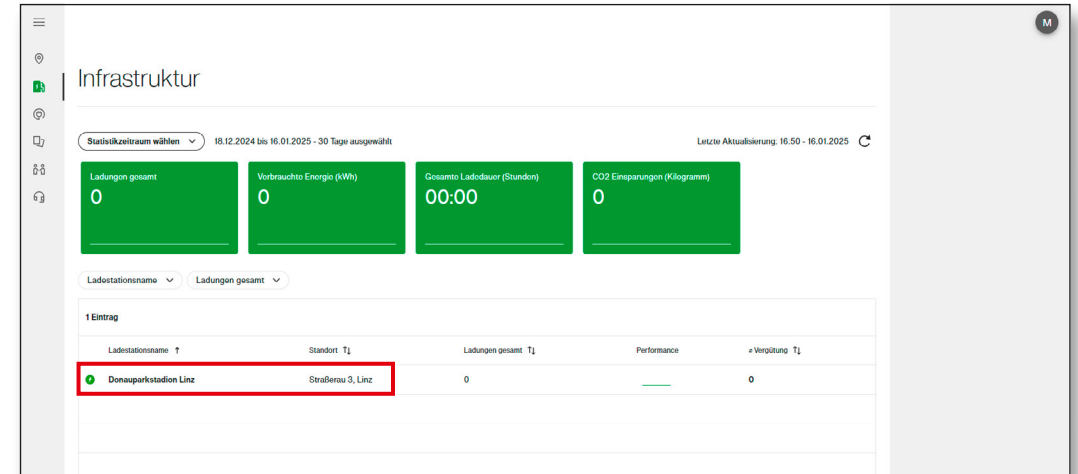 M
Infrastruktur
Statistikzeitraum wählen 18.12.2024 bis 16.01.2025 - 30 Tage ausgewählt Letzte Aktualisierung: 16:50 - 16.01.2025
Ladungen gesamt Verbrauchte Energie (kWh) Gesamte Ladedauer (Stunden) CO2 Einsparungen (Kilogramm)
0 0 00:00 0
Ladestationsname Ladungen gesamt
1 Eintrag
Ladestationsname ↑ Standort ↑↓ Ladungen gesamt ↑↓ Performance ⌀ Vergütung ↑↓
Donauparkstadion Linz Straßerau 3, Linz 0 0